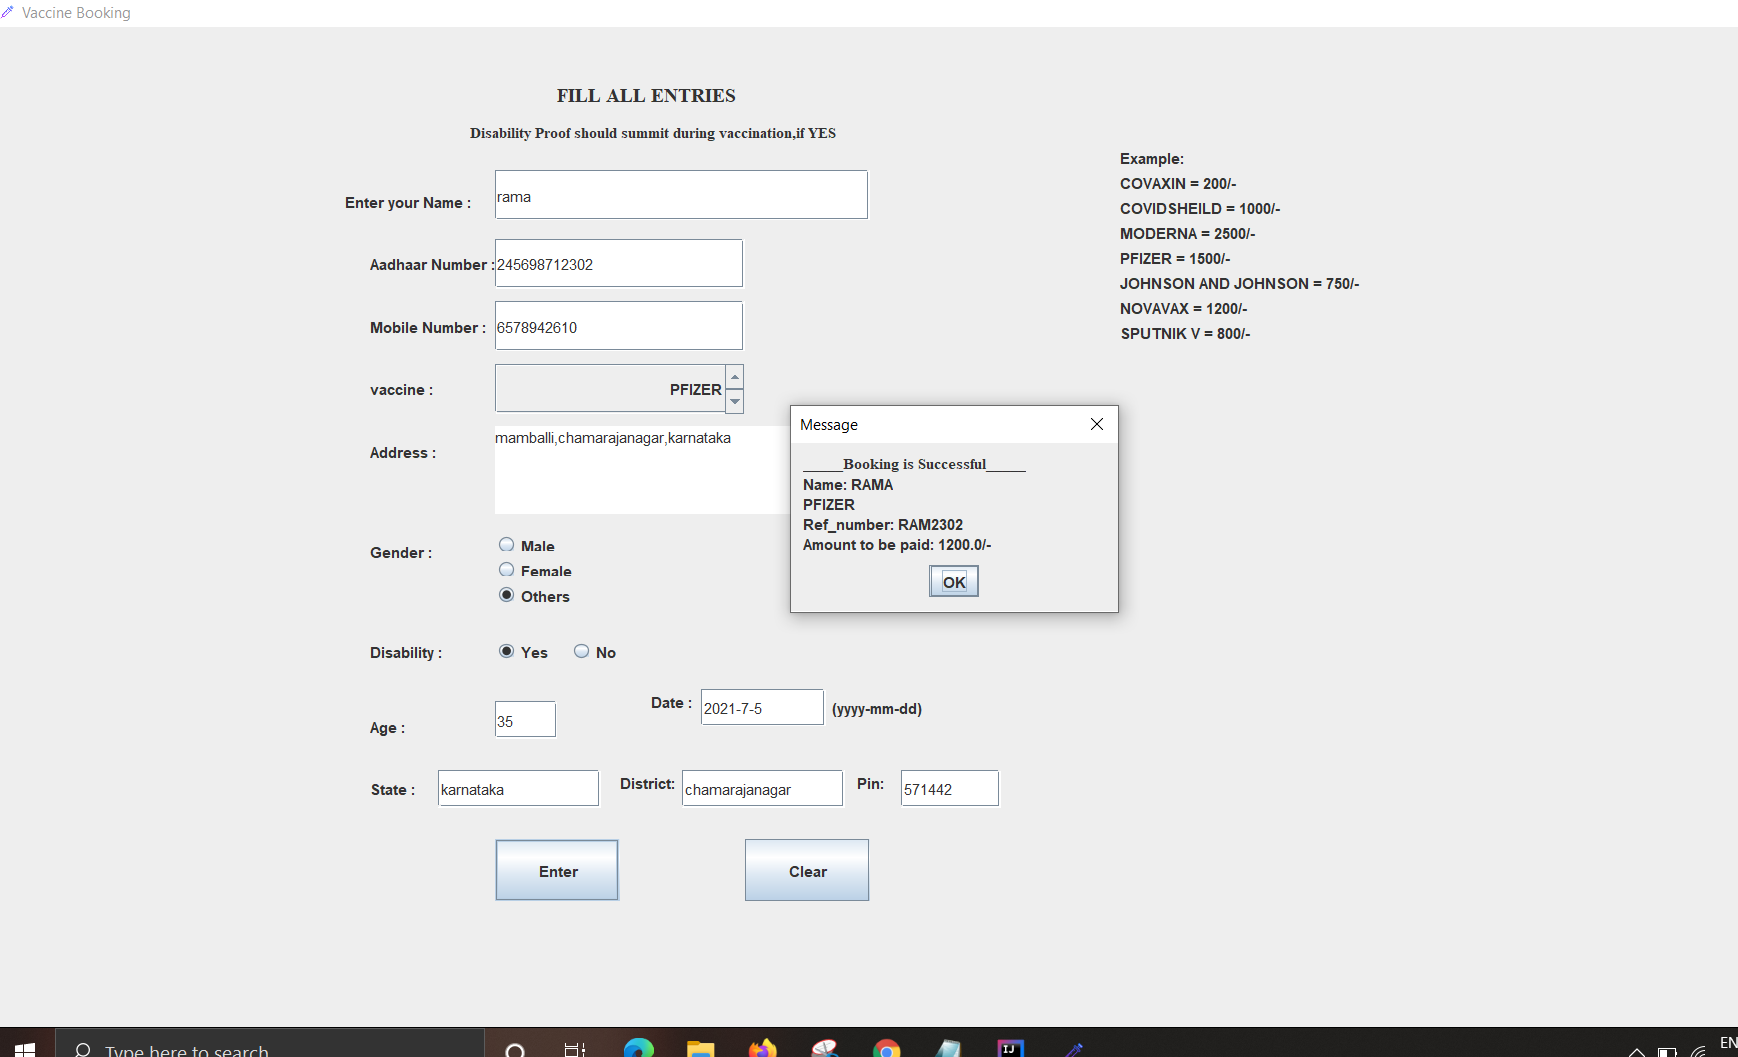 Vaccine Booking
FILL ALL ENTRIES
Disability Proof should summit during vaccination,if YES
Enter your Name :
rama
Aadhaar Number :
245698712302
Mobile Number :
6578942610
vaccine :
PFIZER
Address :
mamballi,chamarajanagar,karnataka
Gender :
Male
Female
Others
Disability :
Yes
No
Age :
35
Date :
2021-7-5
(yyyy-mm-dd)
State :
karnataka
District:
chamarajanagar
Pin:
571442
Enter
Clear
Example:
COVAXIN = 200/-
COVIDSHEILD = 1000/-
MODERNA = 2500/-
PFIZER = 1500/-
JOHNSON AND JOHNSON = 750/-
NOVAVAX = 1200/-
SPUTNIK V = 800/-
Message
_____Booking is Successful_____
Name: RAMA
PFIZER
Ref_number: RAM2302
Amount to be paid: 1200.0/-
OK
Type here to search
IJ
EN